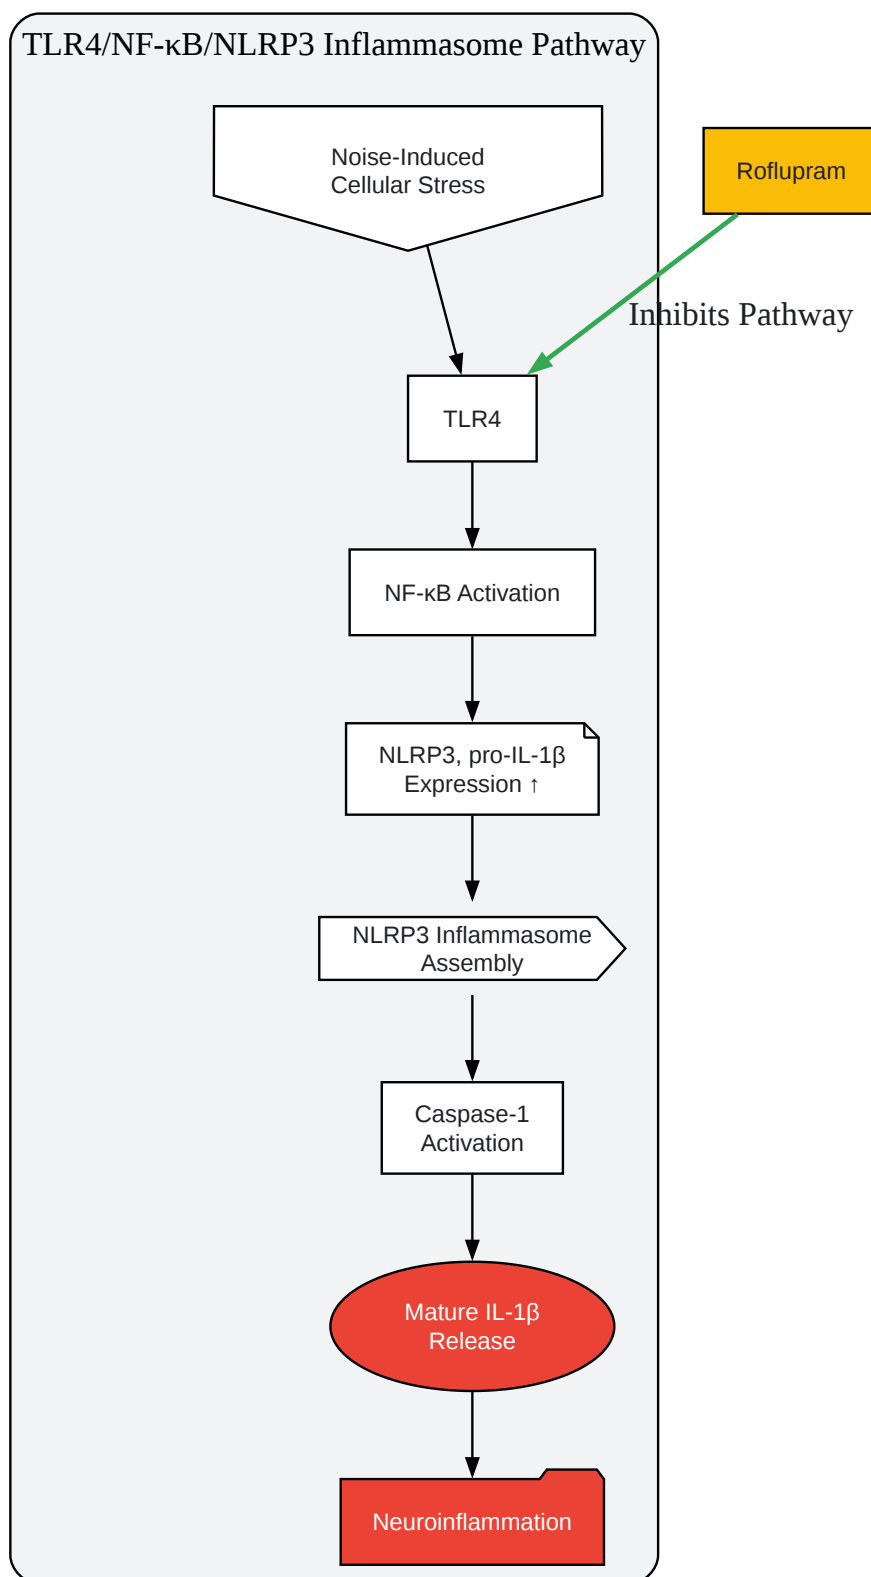 TLR4/NF-κB/NLRP3 Inflammasome Pathway
Noise-Induced
Cellular Stress
Roflupram
Inhibits Pathway
TLR4
NF-κB Activation
NLRP3, pro-IL-1β
Expression ↑
NLRP3 Inflammasome
Assembly
Caspase-1
Activation
Mature IL-1β
Release
Neuroinflammation